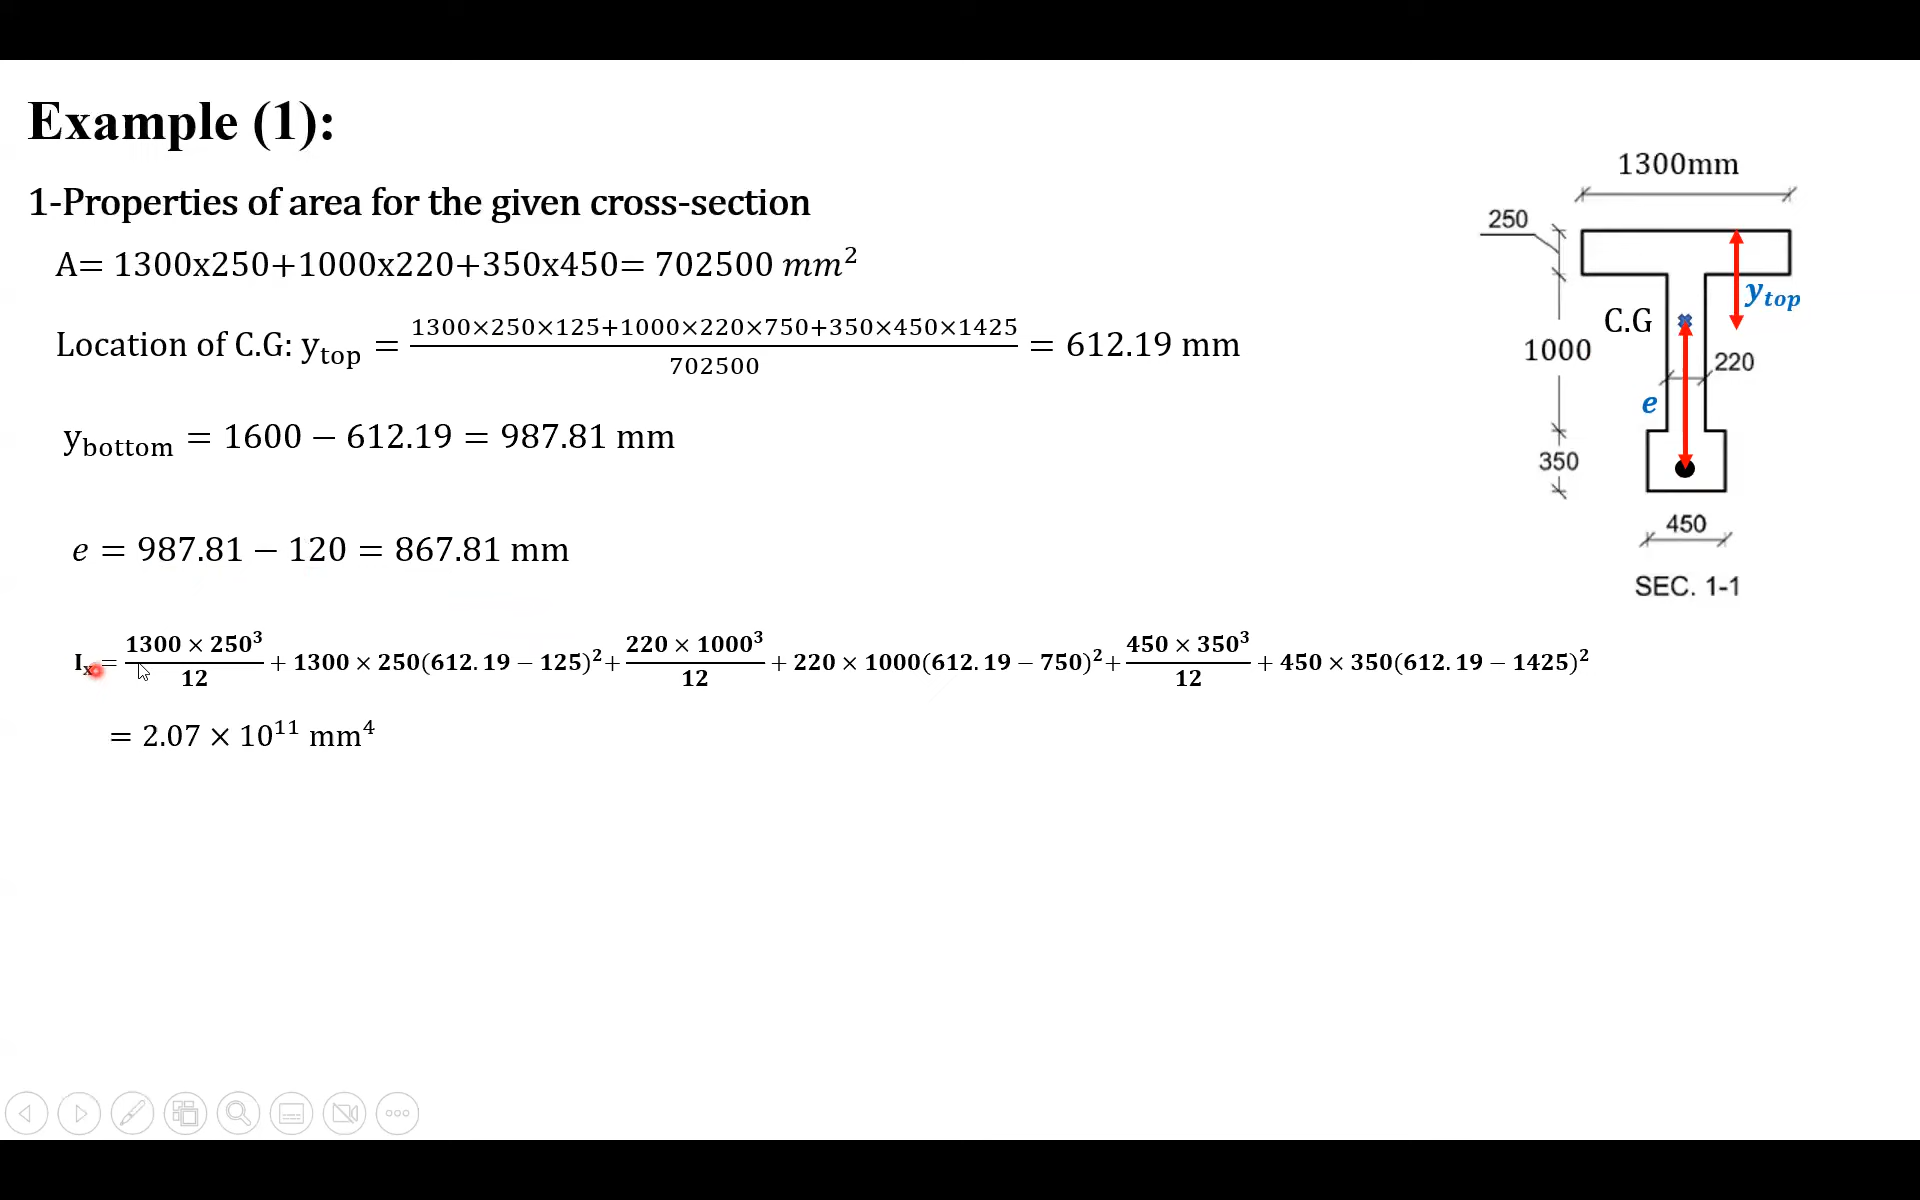 Example (1):
1-Properties of area for the given cross-section
A= 1300x250+1000x220+350x450= 702500 mm²
Location of C.G: y_top = (1300×250×125+1000×220×750+350×450×1425)/702500 = 612.19 mm
y_bottom = 1600 − 612.19 = 987.81 mm
e = 987.81 − 120 = 867.81 mm
I_x = (1300 × 250³)/12 + 1300 × 250(612.19 − 125)² + (220 × 1000³)/12 + 220 × 1000(612.19 − 750)² + (450 × 350³)/12 + 450 × 350(612.19 − 1425)²
= 2.07 × 10¹¹ mm⁴
1300mm
250
y_top
C.G
1000
220
e
350
450
SEC. 1-1